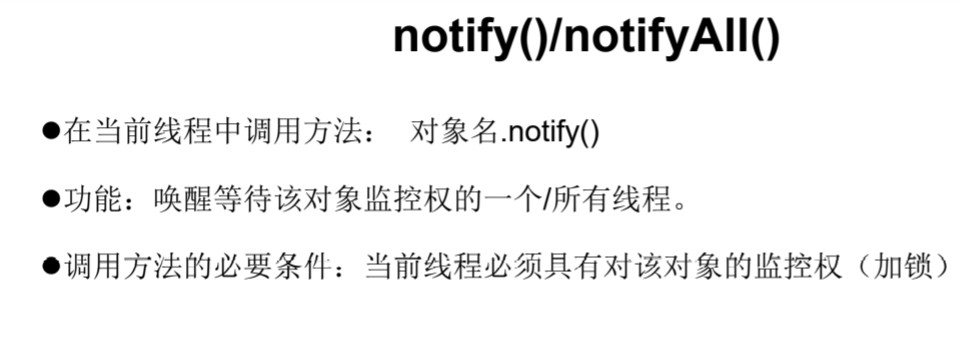 notify()/notifyAll()
●在当前线程中调用方法： 对象名.notify()
●功能：唤醒等待该对象监控权的一个/所有线程。
●调用方法的必要条件：当前线程必须具有对该对象的监控权（加锁）